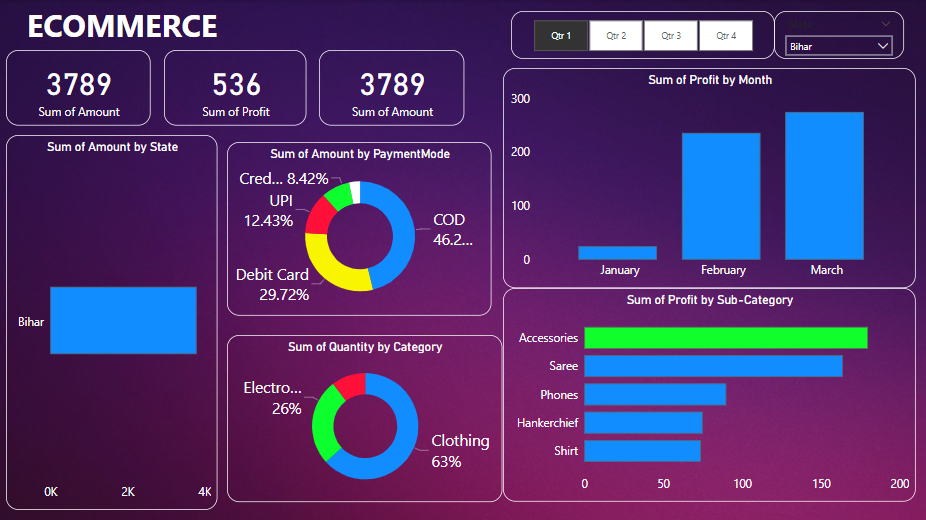 ECOMMERCE
Qtr 1 Qtr 2 Qtr 3 Qtr 4
State
Bihar
3789
Sum of Amount
536
Sum of Profit
3789
Sum of Amount
Sum of Amount by State
Bihar
0K 2K 4K
Sum of Amount by PaymentMode
Cred... 8.42%
UPI
12.43%
Debit Card
29.72%
COD
46.2...
Sum of Quantity by Category
Electro...
26%
Clothing
63%
Sum of Profit by Month
300
200
100
0
January February March
Sum of Profit by Sub-Category
Accessories
Saree
Phones
Hankerchief
Shirt
0 50 100 150 200